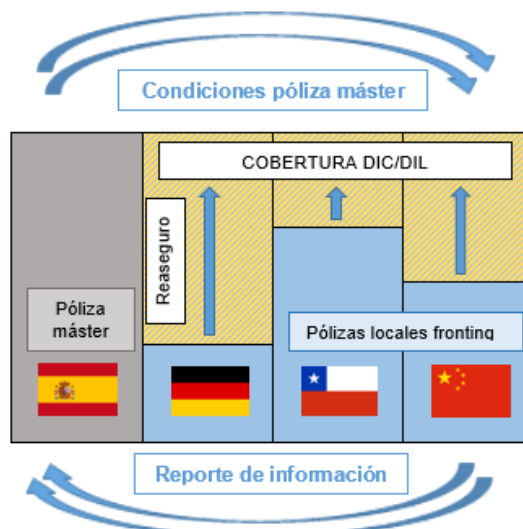 Condiciones póliza máster
COBERTURA DIC/DIL
Reaseguro
Póliza
máster
Pólizas locales fronting
Reporte de información